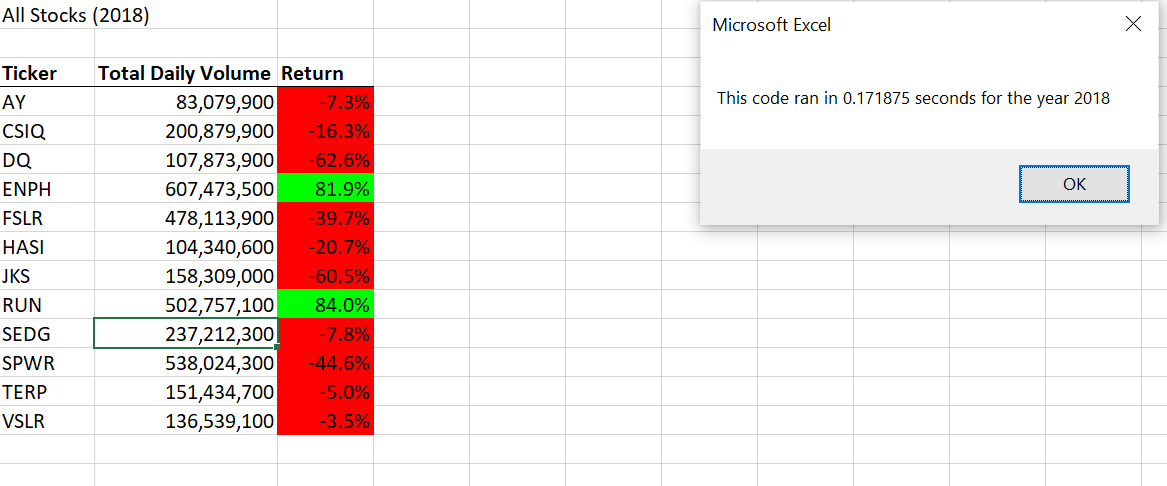 All Stocks (2018)
Microsoft Excel
Ticker Total Daily Volume Return
This code ran in 0.171875 seconds for the year 2018
AY 83,079,900 -7.3%
CSIQ 200,879,900 -16.3%
DQ 107,873,900 -62.6%
ENPH 607,473,500 81.9%
OK
FSLR 478,113,900 -39.7%
HASI 104,340,600 -20.7%
JKS 158,309,000 -60.5%
RUN 502,757,100 84.0%
SEDG 237,212,300 -7.8%
SPWR 538,024,300 -44.6%
TERP 151,434,700 -5.0%
VSLR 136,539,100 -3.5%